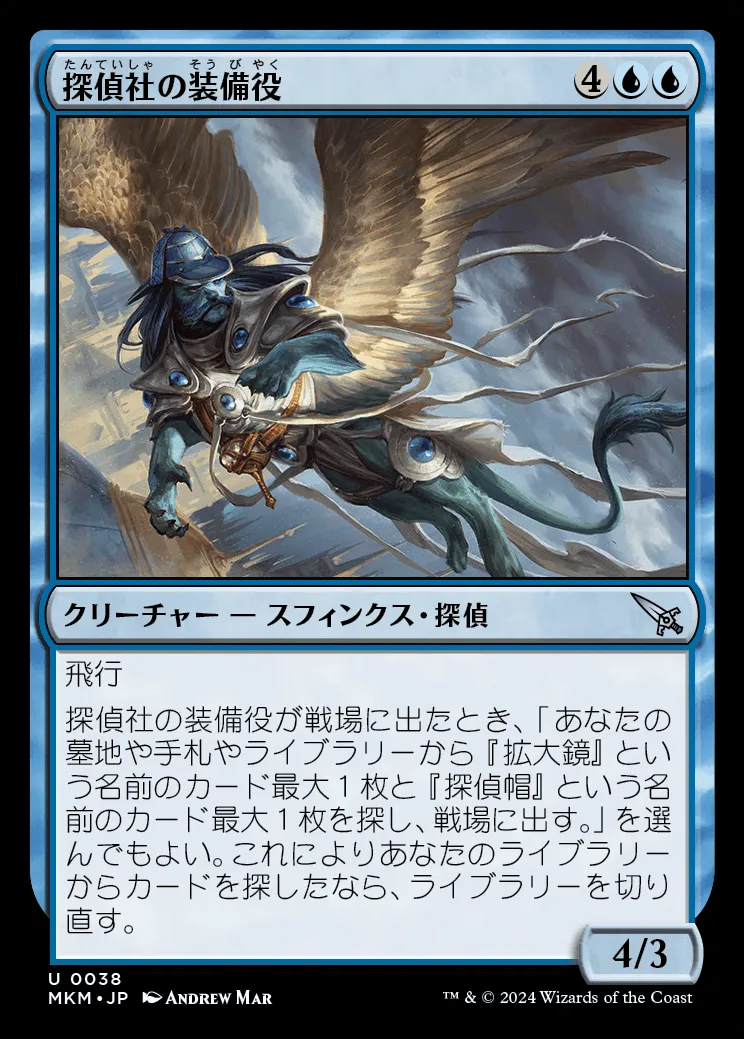 たんていしゃ そうびやく
探偵社の装備役 4
クリーチャー — スフィンクス・探偵
飛行
探偵社の装備役が戦場に出たとき、「あなたの
墓地や手札やライブラリーから『拡大鏡』とい
う名前のカード最大１枚と『探偵帽』という名
前のカード最大１枚を探し、戦場に出す。」を選
んでもよい。これによりあなたのライブラリー
からカードを探したなら、ライブラリーを切り
直す。
4/3
U 0038
MKM • JP Andrew Mar
™ & © 2024 Wizards of the Coast